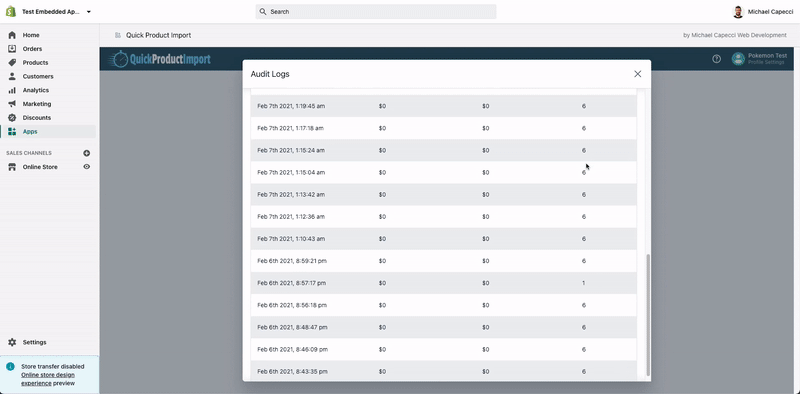 Test Embedded Ap...
Search
Michael Capecci
Home
Orders
Products
Customers
Analytics
Marketing
Discounts
Apps
SALES CHANNELS
Online Store
Settings
Store transfer disabled
Online store design
experience preview
Quick Product Import
by Michael Capecci Web Development
QuickProductImport
Pokemon Test
Profile Settings
Audit Logs
Feb 7th 2021, 1:19:45 am $0 $0 6
Feb 7th 2021, 1:17:18 am $0 $0 6
Feb 7th 2021, 1:15:24 am $0 $0 6
Feb 7th 2021, 1:15:04 am $0 $0 6
Feb 7th 2021, 1:13:42 am $0 $0 6
Feb 7th 2021, 1:12:36 am $0 $0 6
Feb 7th 2021, 1:10:43 am $0 $0 6
Feb 6th 2021, 8:59:21 pm $0 $0 6
Feb 6th 2021, 8:57:17 pm $0 $0 1
Feb 6th 2021, 8:56:18 pm $0 $0 6
Feb 6th 2021, 8:48:47 pm $0 $0 6
Feb 6th 2021, 8:46:09 pm $0 $0 6
Feb 6th 2021, 8:43:35 pm $0 $0 6